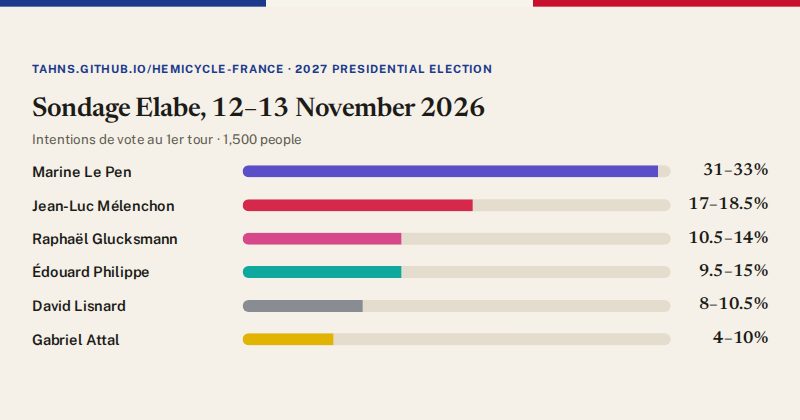 TAHNS.GITHUB.IO/HEMICYCLE-FRANCE · 2027 PRESIDENTIAL ELECTION
Sondage Elabe, 12–13 November 2026
Intentions de vote au 1er tour · 1,500 people
Marine Le Pen 31–33%
Jean-Luc Mélenchon 17–18.5%
Raphaël Glucksmann 10.5–14%
Édouard Philippe 9.5–15%
David Lisnard 8–10.5%
Gabriel Attal 4–10%